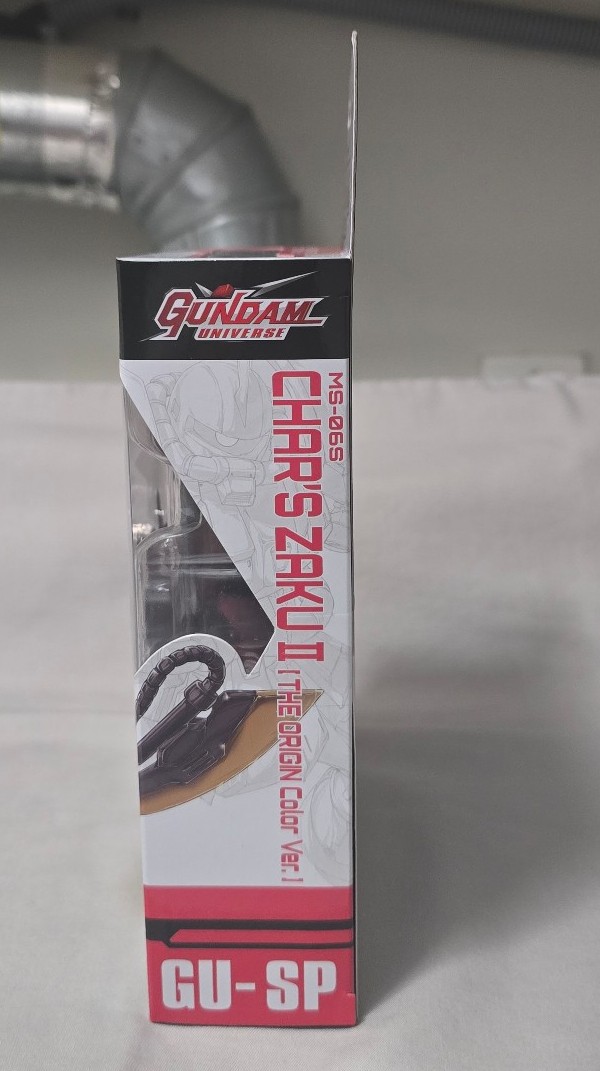 GUNDAM
UNIVERSE
MS-06S
CHAR'S ZAKU II
[THE ORIGIN Color Ver.]
GU-SP